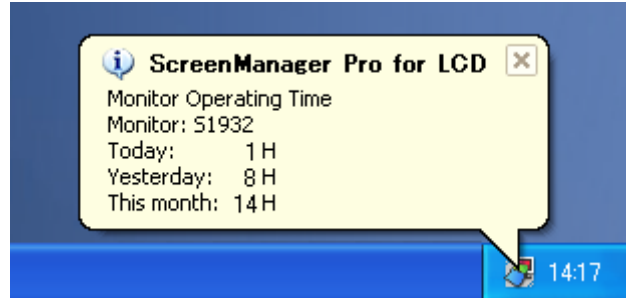 ScreenManager Pro for LCD
Monitor Operating Time
Monitor: S1932
Today: 1 H
Yesterday: 8 H
This month: 14 H
14:17